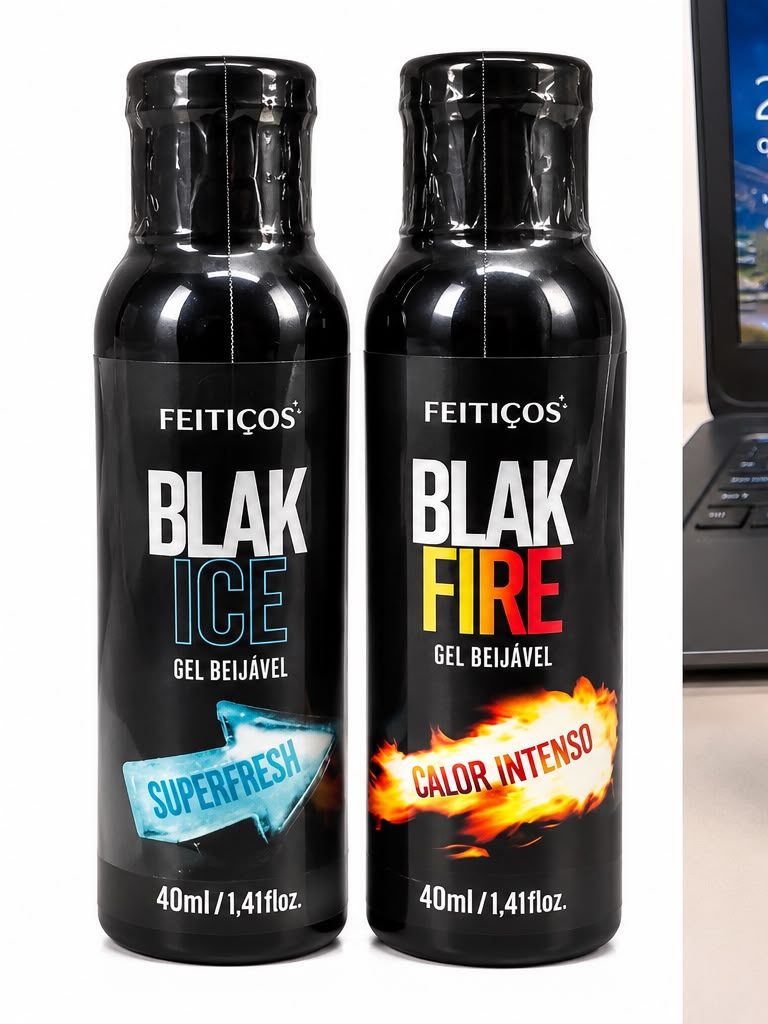 FEITIÇOS
BLAK
ICE
GEL BEIJÁVEL
SUPERFRESH
40ml / 1,41floz.
FEITIÇOS
BLAK
FIRE
GEL BEIJÁVEL
CALOR INTENSO
40ml / 1,41floz.